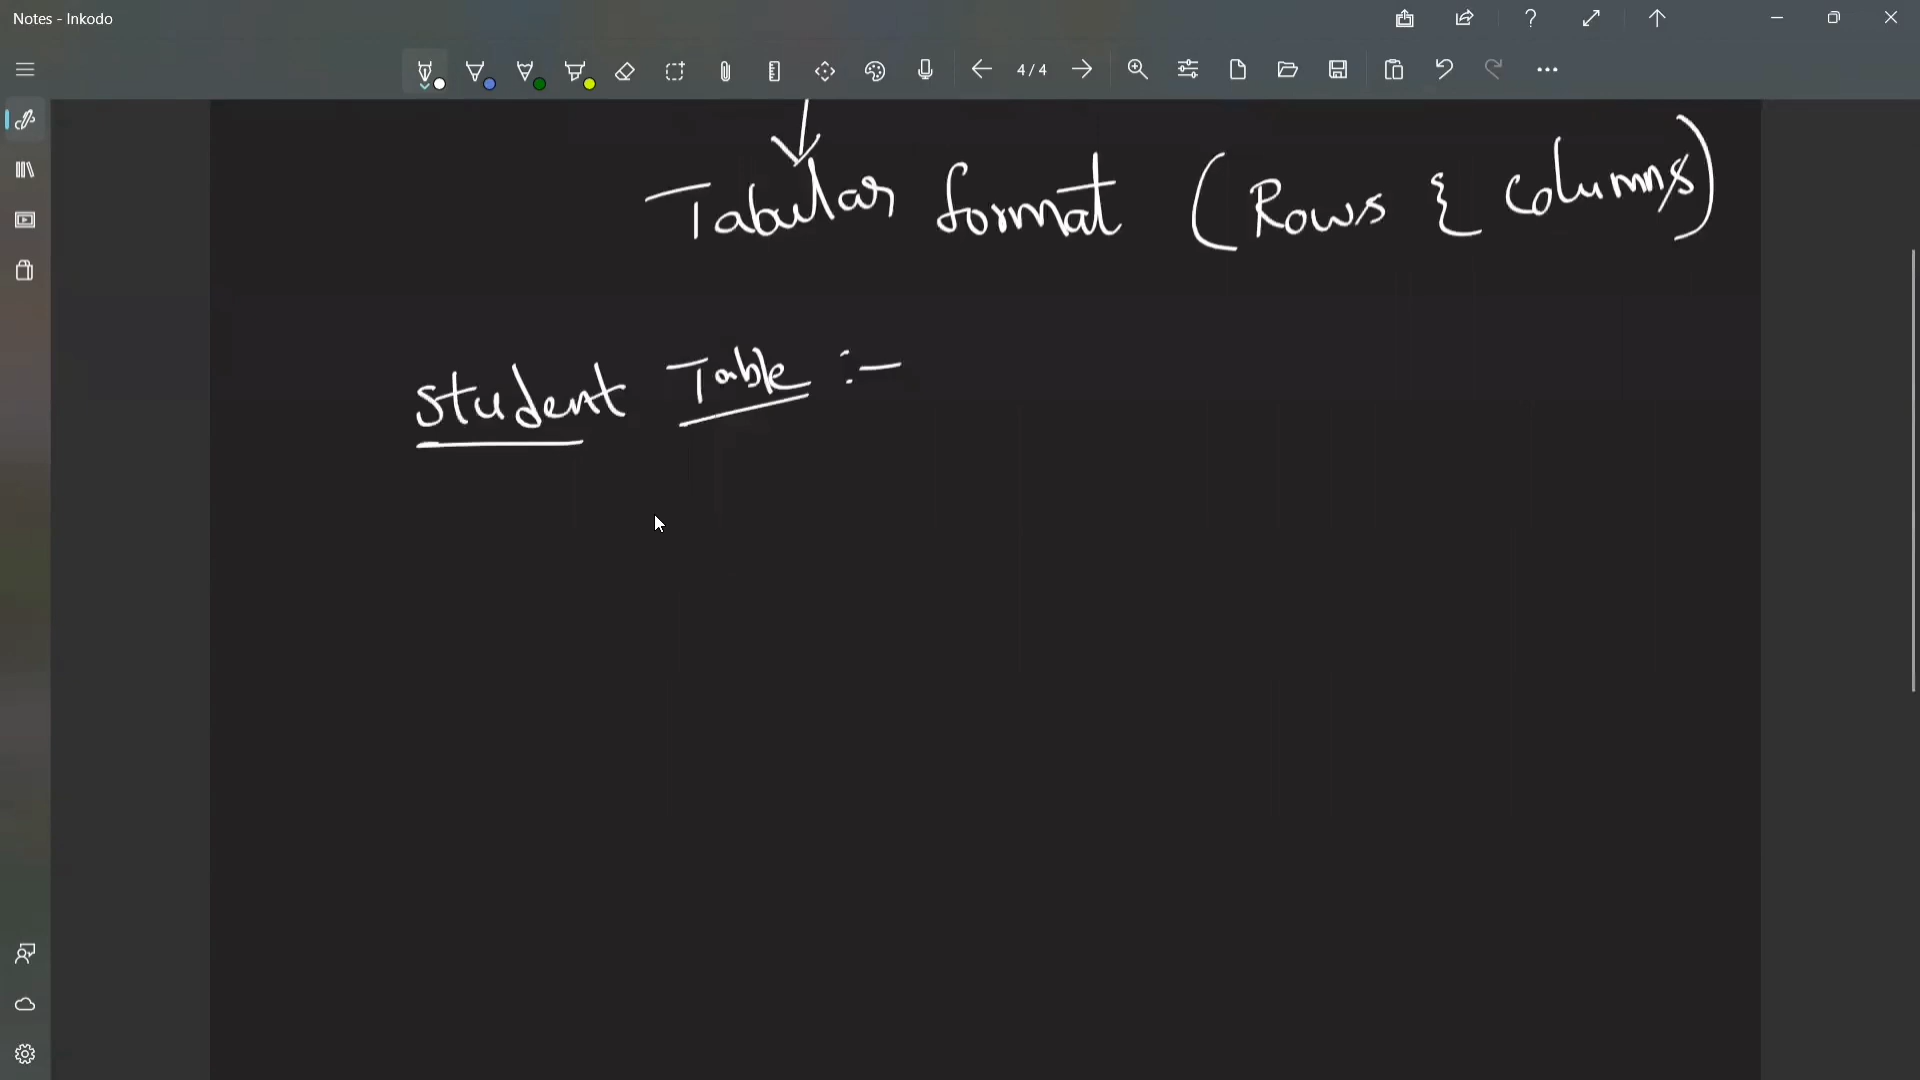 Notes - Inkodo
4 / 4
Tabular format (Rows & columns)
Student Table :-